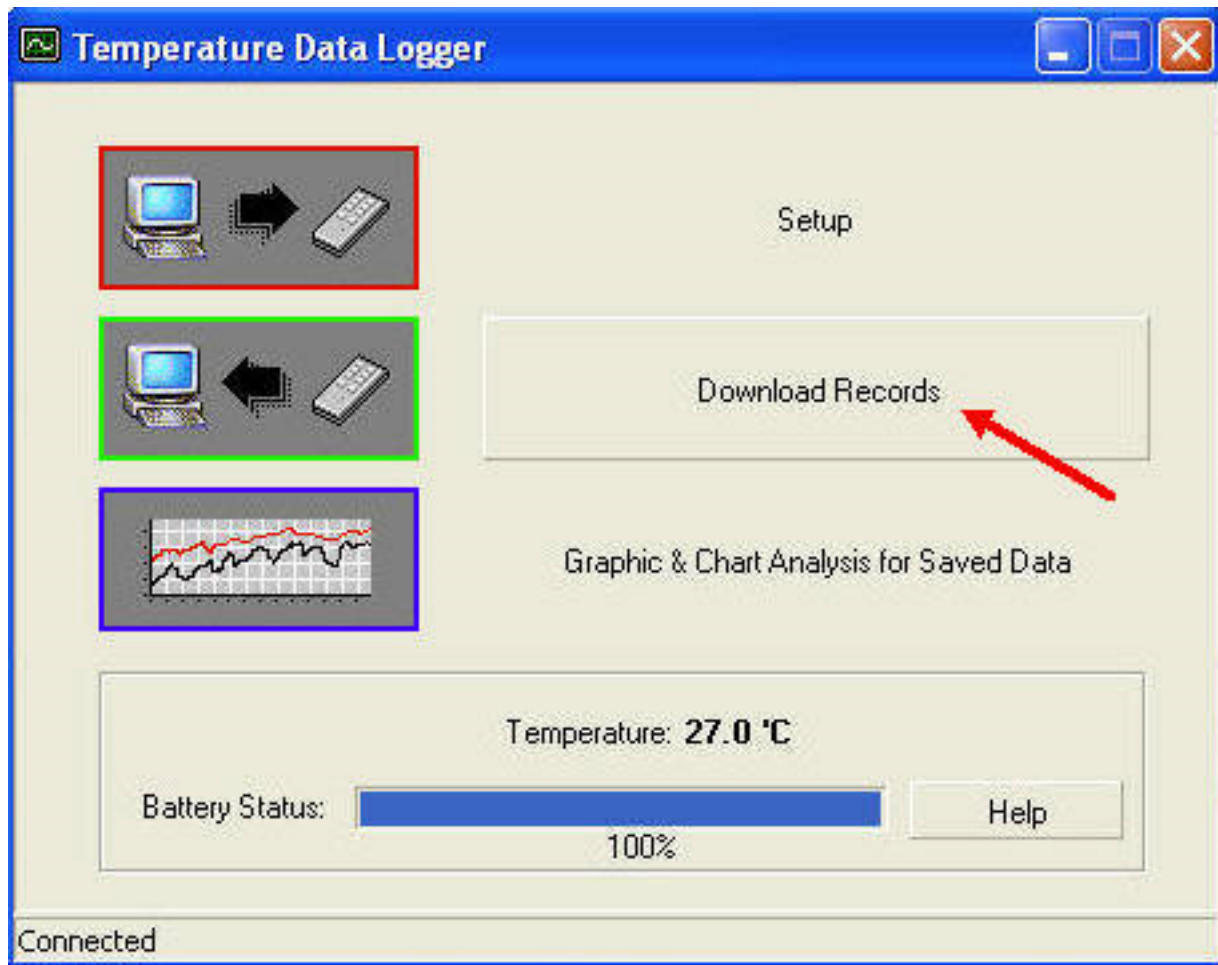 Temperature Data Logger
Setup
Download Records
Graphic & Chart Analysis for Saved Data
Temperature: 27.0 'C
Battery Status:
Help
100%
Connected